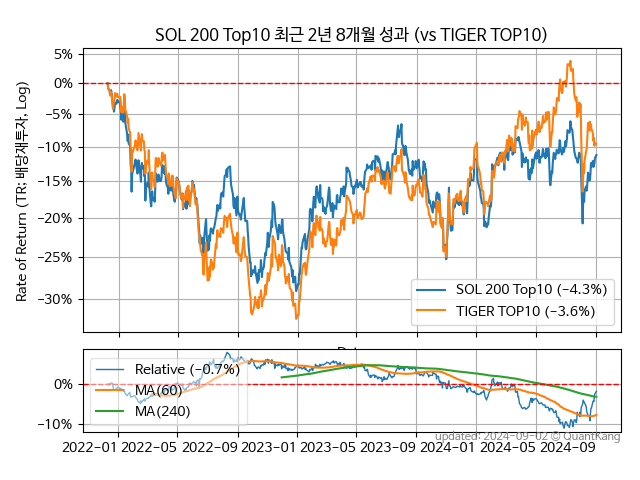 SOL 200 Top10 최근 2년 8개월 성과 (vs TIGER TOP10)
Rate of Return (TR: 배당재투자, Log)
5%
0%
−5%
−10%
−15%
−20%
−25%
−30%
SOL 200 Top10 (−4.3%)
TIGER TOP10 (−3.6%)
0%
−10%
Relative (−0.7%)
MA(60)
MA(240)
2022-01 2022-05 2022-09 2023-01 2023-05 2023-09 2024-01 2024-05 2024-09
updated: 2024-09-02 © QuantKang